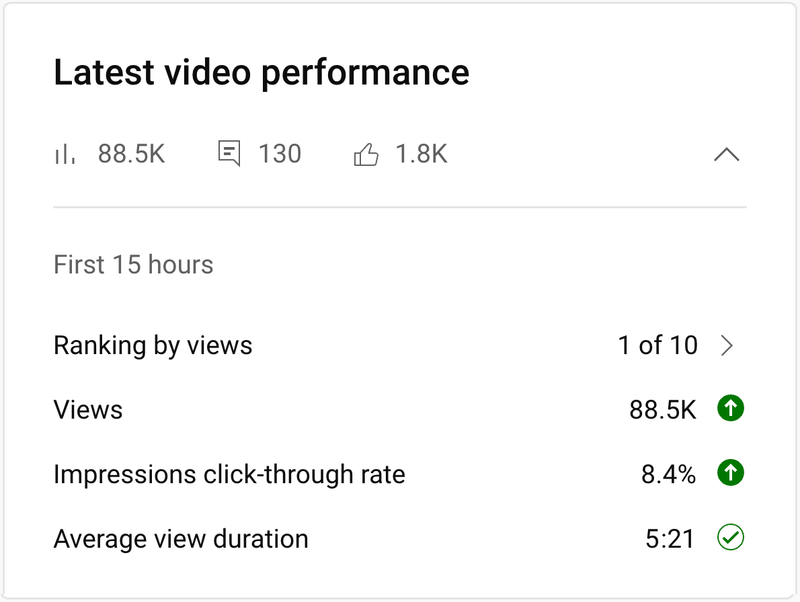 Latest video performance
88.5K 130 1.8K
First 15 hours
Ranking by views 1 of 10
Views 88.5K
Impressions click-through rate 8.4%
Average view duration 5:21